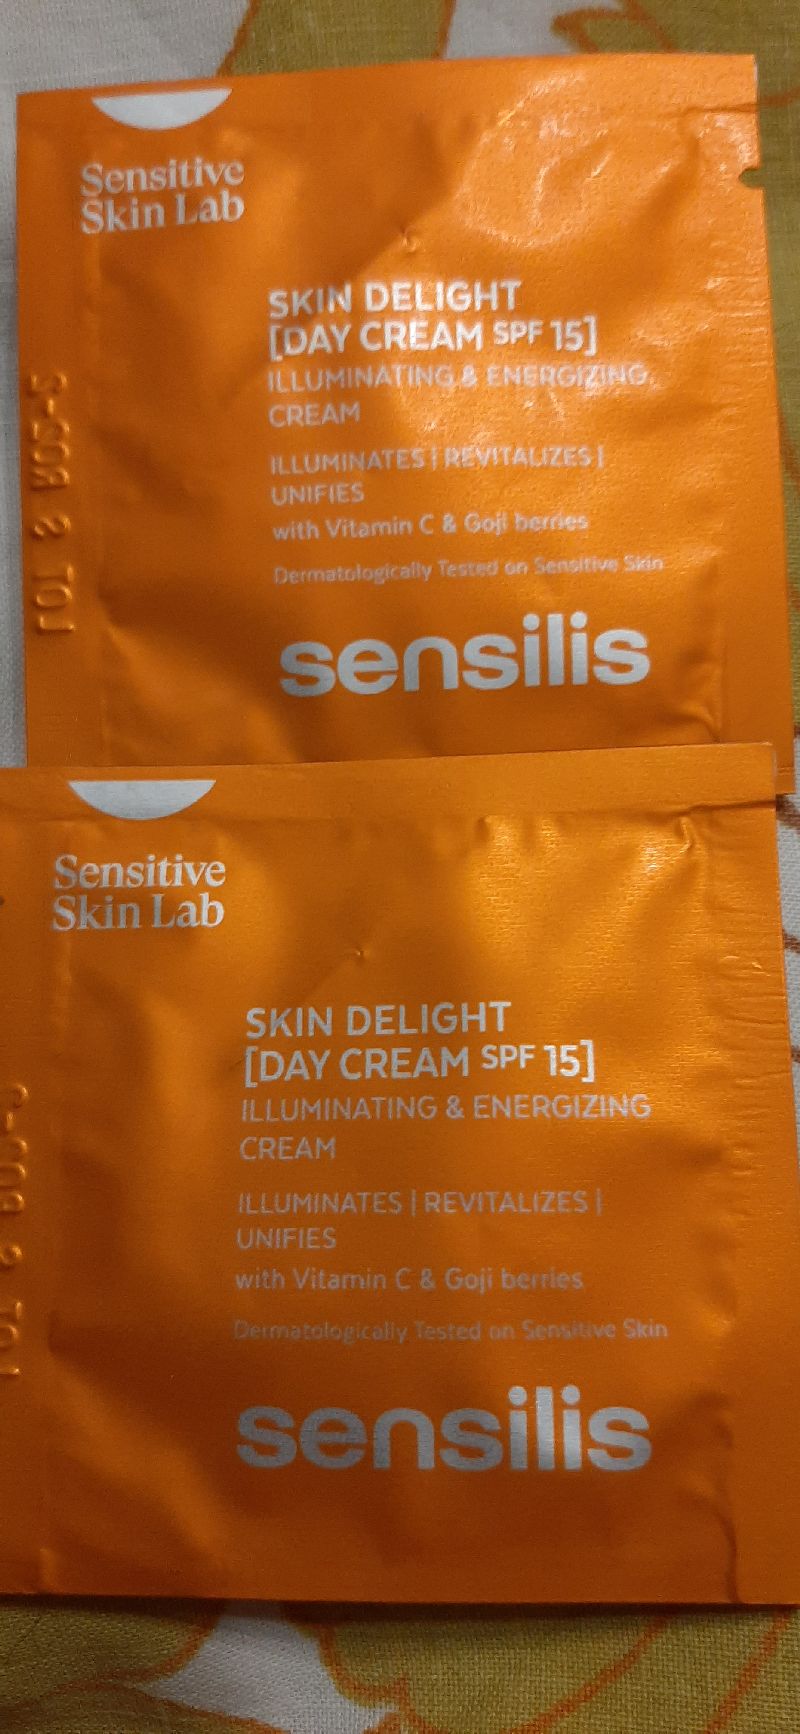 Sensitive
Skin Lab
SKIN DELIGHT
[DAY CREAM SPF 15]
ILLUMINATING & ENERGIZING
CREAM
ILLUMINATES | REVITALIZES |
UNIFIES
with Vitamin C & Goji berries
Dermatologically Tested on Sensitive Skin
sensilis
LOT
Sensitive
Skin Lab
SKIN DELIGHT
[DAY CREAM SPF 15]
ILLUMINATING & ENERGIZING
CREAM
ILLUMINATES | REVITALIZES |
UNIFIES
with Vitamin C & Goji berries
Dermatologically Tested on Sensitive Skin
sensilis